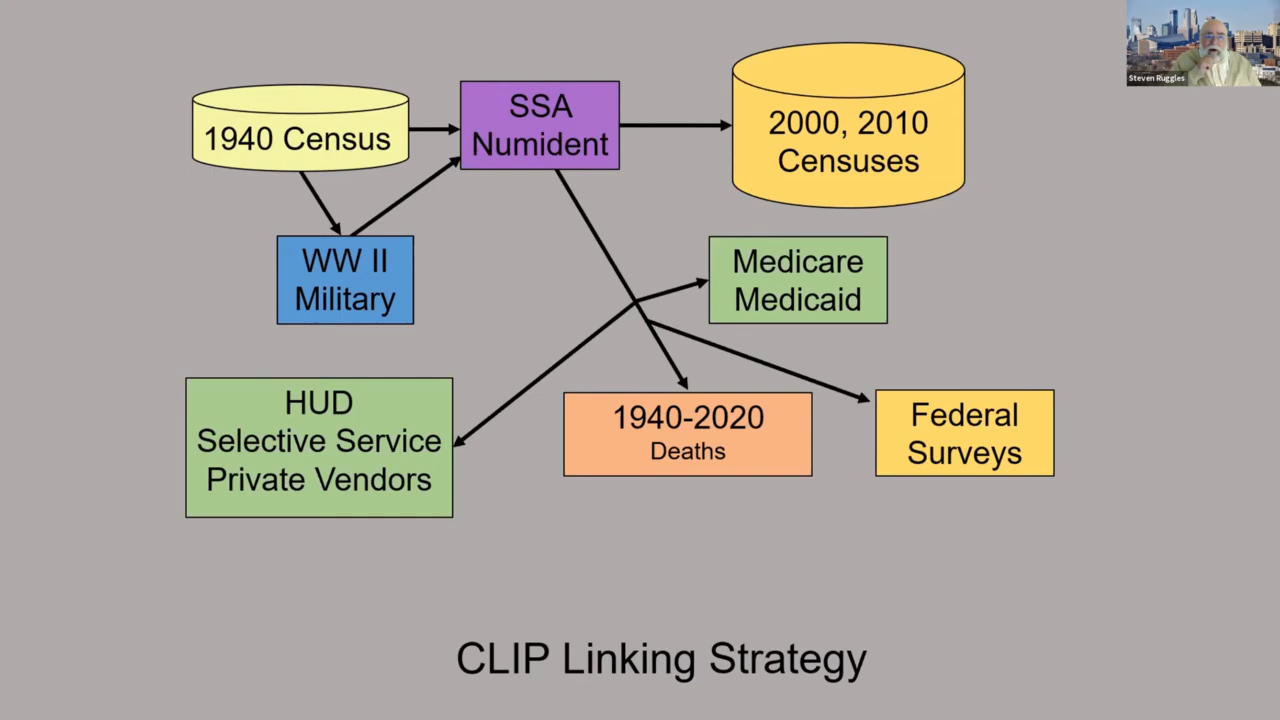 Steven Ruggles
1940 Census
SSA
Numident
2000, 2010
Censuses
WW II
Military
Medicare
Medicaid
HUD
Selective Service
Private Vendors
1940-2020
Deaths
Federal
Surveys
CLIP Linking Strategy